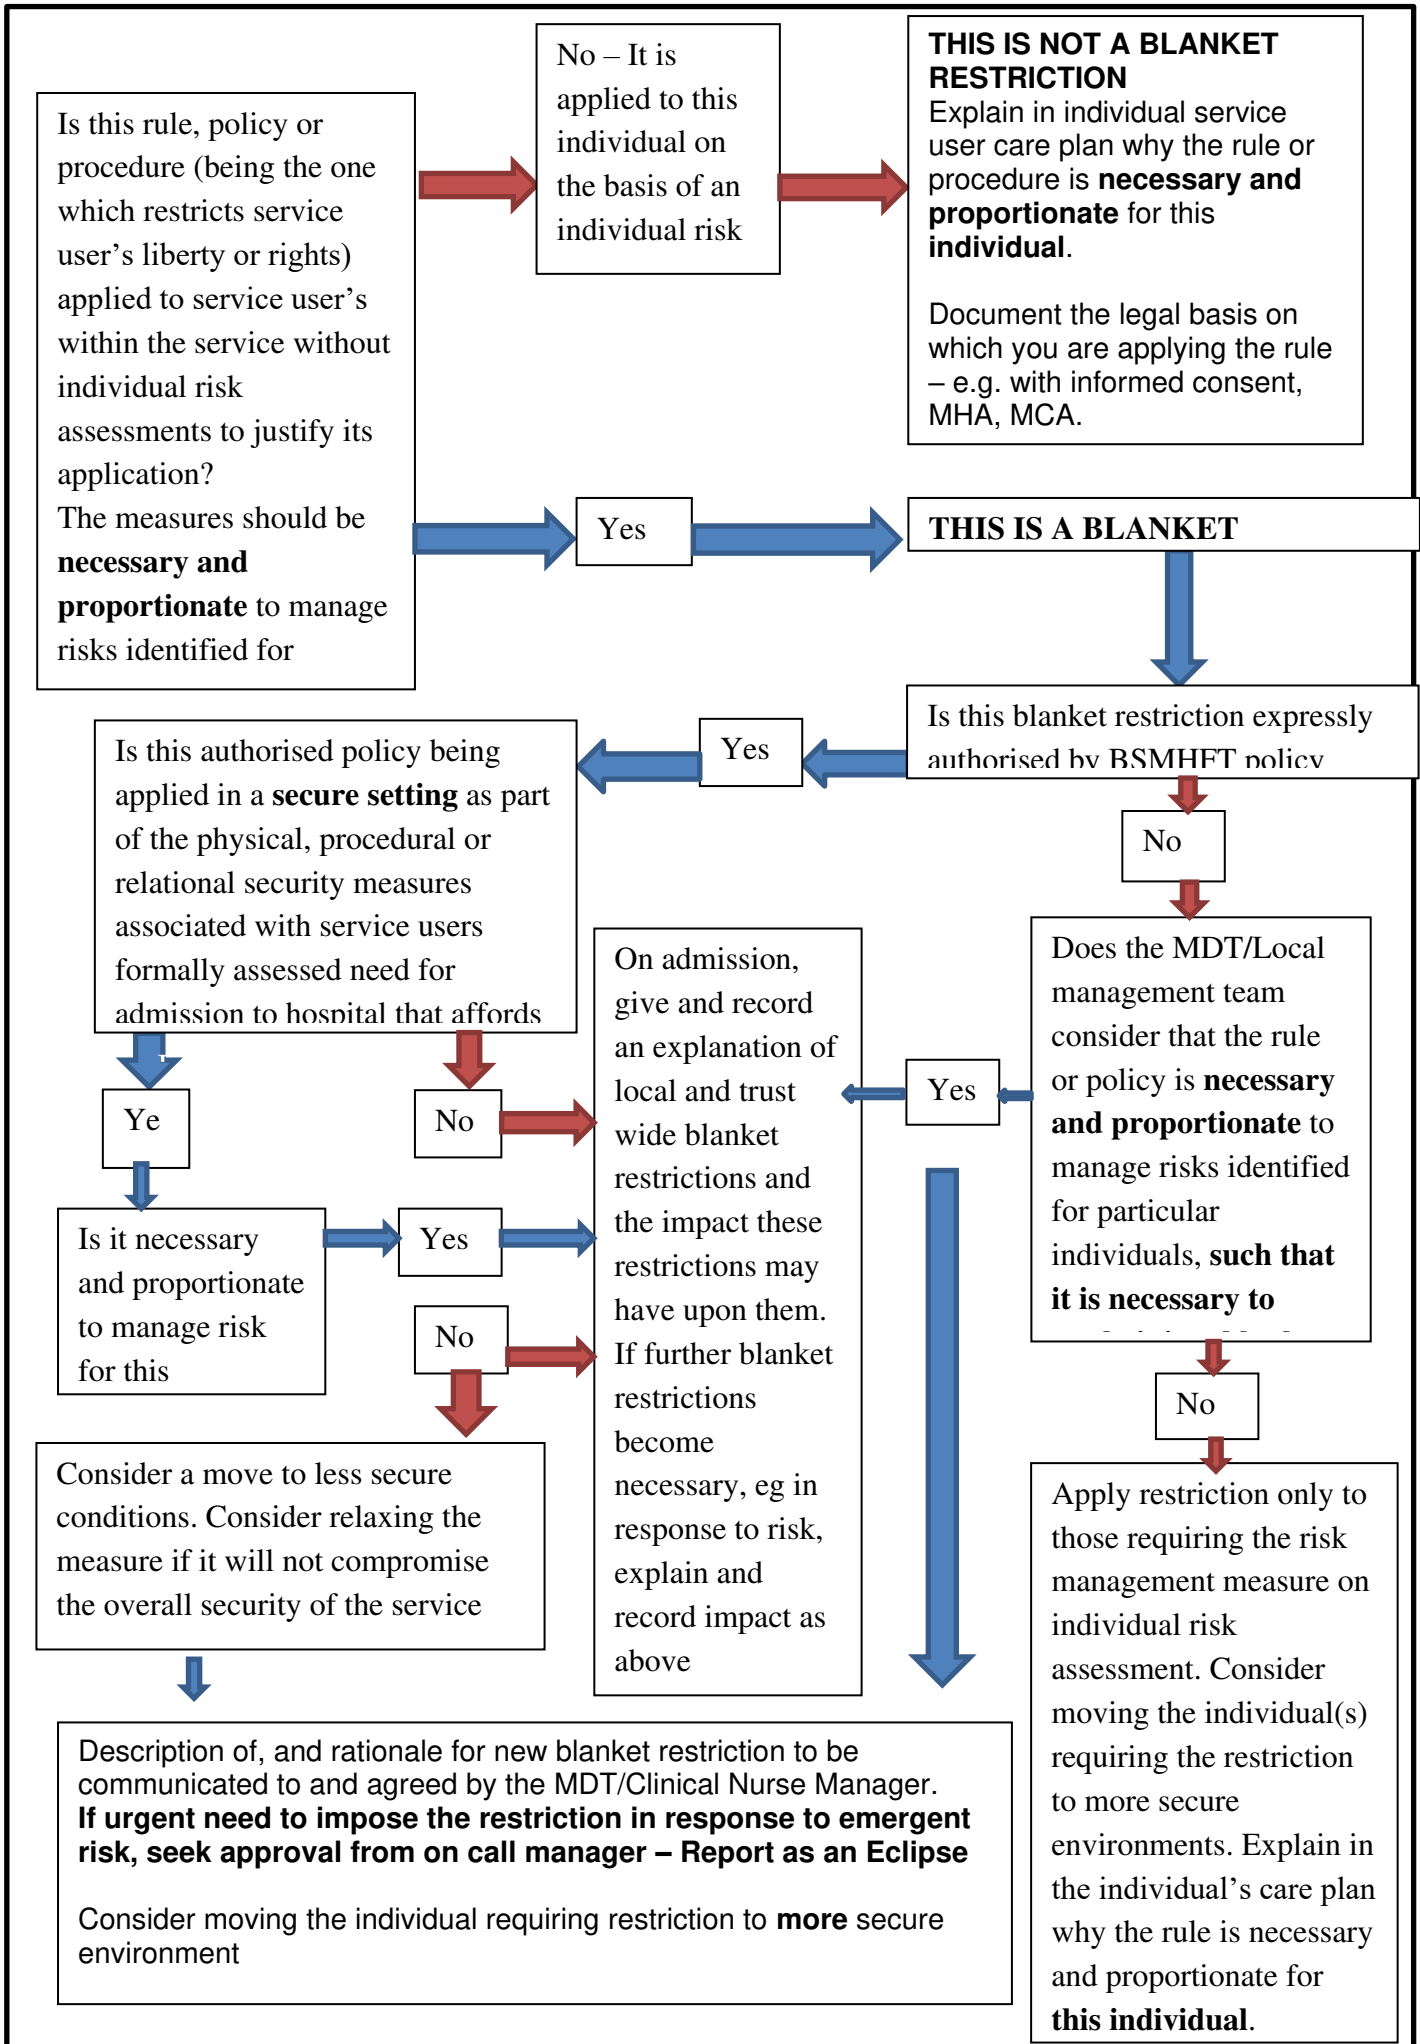 Is this rule, policy or
procedure (being the one
which restricts service
user’s liberty or rights)
applied to service user’s
within the service without
individual risk
assessments to justify its
application?
The measures should be
necessary and
proportionate to manage
risks identified for
No – It is
applied to this
individual on
the basis of an
individual risk
THIS IS NOT A BLANKET
RESTRICTION
Explain in individual service
user care plan why the rule or
procedure is necessary and
proportionate for this
individual.
Document the legal basis on
which you are applying the rule
– e.g. with informed consent,
MHA, MCA.
Yes
THIS IS A BLANKET
Is this blanket restriction expressly
authorised by BSMHFT policy
Yes
Is this authorised policy being
applied in a secure setting as part
of the physical, procedural or
relational security measures
associated with service users
formally assessed need for
admission to hospital that affords
No
Does the MDT/Local
management team
consider that the rule
or policy is necessary
and proportionate to
manage risks identified
for particular
individuals, such that
it is necessary to
Yes
On admission,
give and record
an explanation of
local and trust
wide blanket
restrictions and
the impact these
restrictions may
have upon them.
If further blanket
restrictions
become
necessary, eg in
response to risk,
explain and
record impact as
above
Ye
No
Is it necessary
and proportionate
to manage risk
for this
Yes
No
Consider a move to less secure
conditions. Consider relaxing the
measure if it will not compromise
the overall security of the service
No
Apply restriction only to
those requiring the risk
management measure on
individual risk
assessment. Consider
moving the individual(s)
requiring the restriction
to more secure
environments. Explain in
the individual’s care plan
why the rule is necessary
and proportionate for
this individual.
Description of, and rationale for new blanket restriction to be
communicated to and agreed by the MDT/Clinical Nurse Manager.
If urgent need to impose the restriction in response to emergent
risk, seek approval from on call manager – Report as an Eclipse
Consider moving the individual requiring restriction to more secure
environment